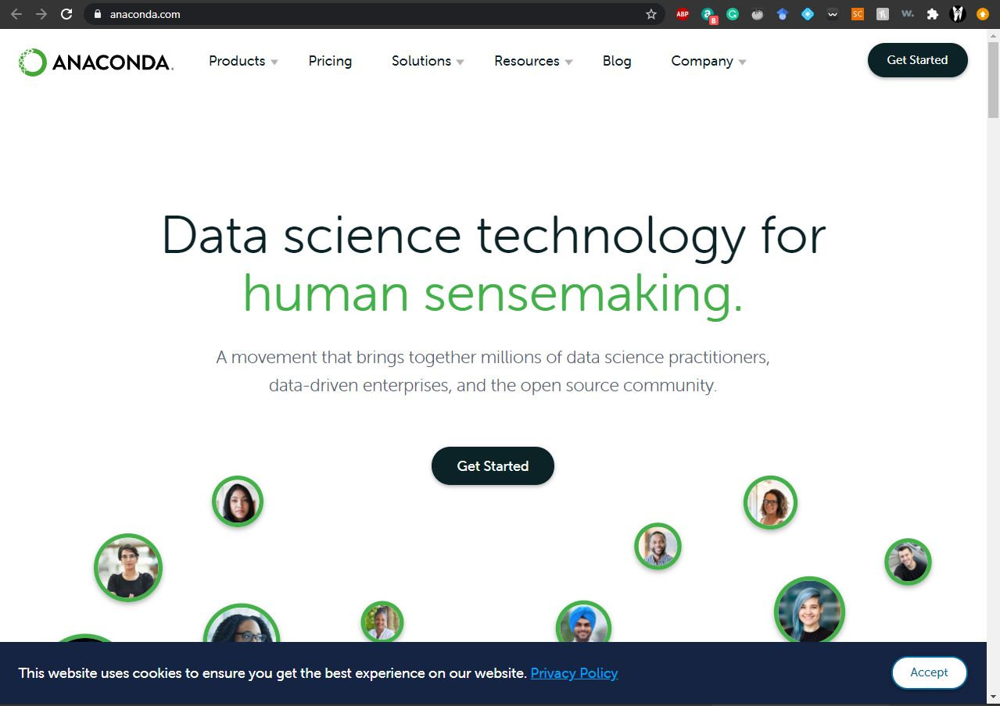 anaconda.com
ABP
8
SC
w.
ANACONDA.
Products
Pricing
Solutions
Resources
Blog
Company
Get Started
Data science technology for
human sensemaking.
A movement that brings together millions of data science practitioners,
data-driven enterprises, and the open source community.
Get Started
This website uses cookies to ensure you get the best experience on our website. Privacy Policy
Accept